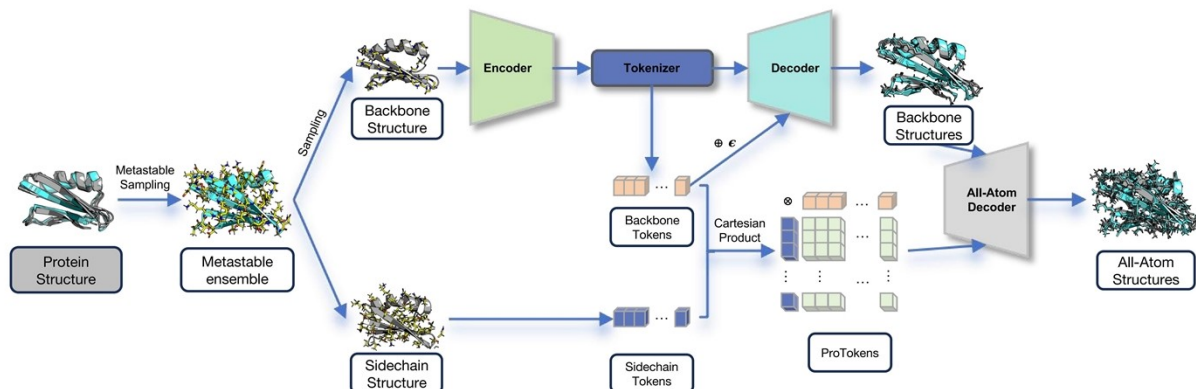 Protein
Structure
Metastable
Sampling
Metastable
ensemble
Sampling
Backbone
Structure
Encoder
Tokenizer
Decoder
Backbone
Structures
⊕ ϵ
Backbone
Tokens
...
Cartesian
Product
⊗
...
...
⋮ ⋮ ⋮
...
ProTokens
All-Atom
Decoder
All-Atom
Structures
Sidechain
Structure
...
Sidechain
Tokens